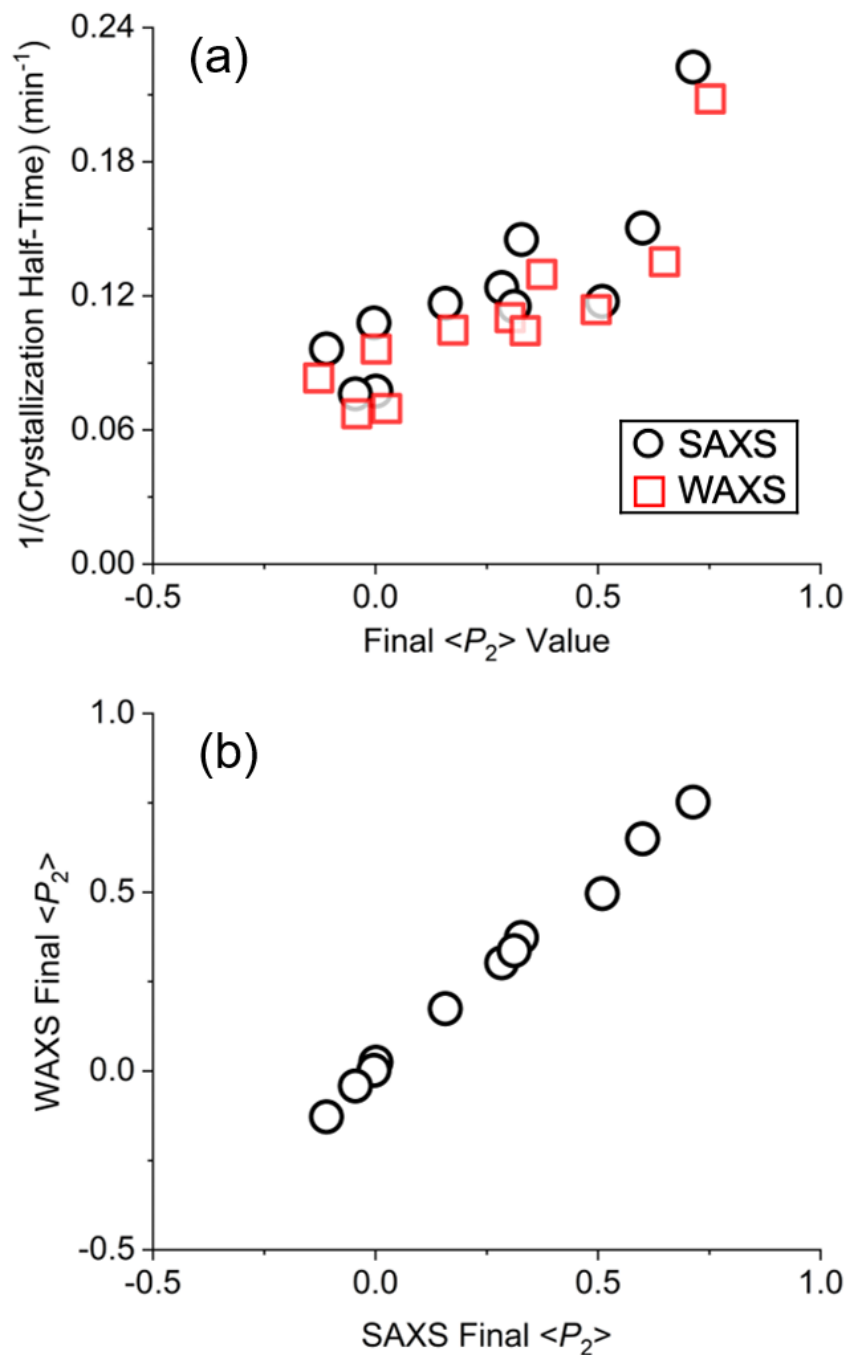 (a)
1/(Crystallization Half-Time) (min⁻¹)
0.24
0.18
0.12
0.06
0.00
SAXS
WAXS
-0.5
0.0
0.5
1.0
Final <P₂> Value
(b)
WAXS Final <P₂>
1.0
0.5
0.0
-0.5
-0.5
0.0
0.5
1.0
SAXS Final <P₂>